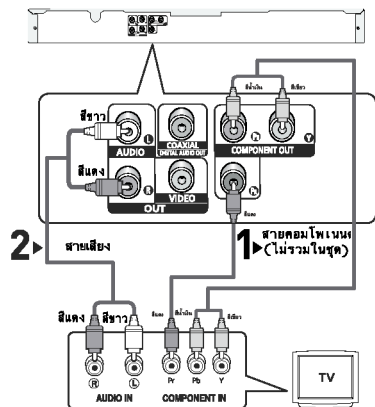 สีน้ำเงิน
สีเขียว
สีขาว
L
COAXIAL
AUDIO
DIGITAL AUDIO OUT
Pb
Y
COMPONENT OUT
สีแดง
R
VIDEO
Pr
OUT
สีแดง
2
สายเสียง
1
สายคอมโพเนนต์
(ไม่รวมในชุด)
สีแดง
สีขาว
สีแดง
สีน้ำเงิน
สีเขียว
R
L
Pr
Pb
Y
AUDIO IN
COMPONENT IN
TV